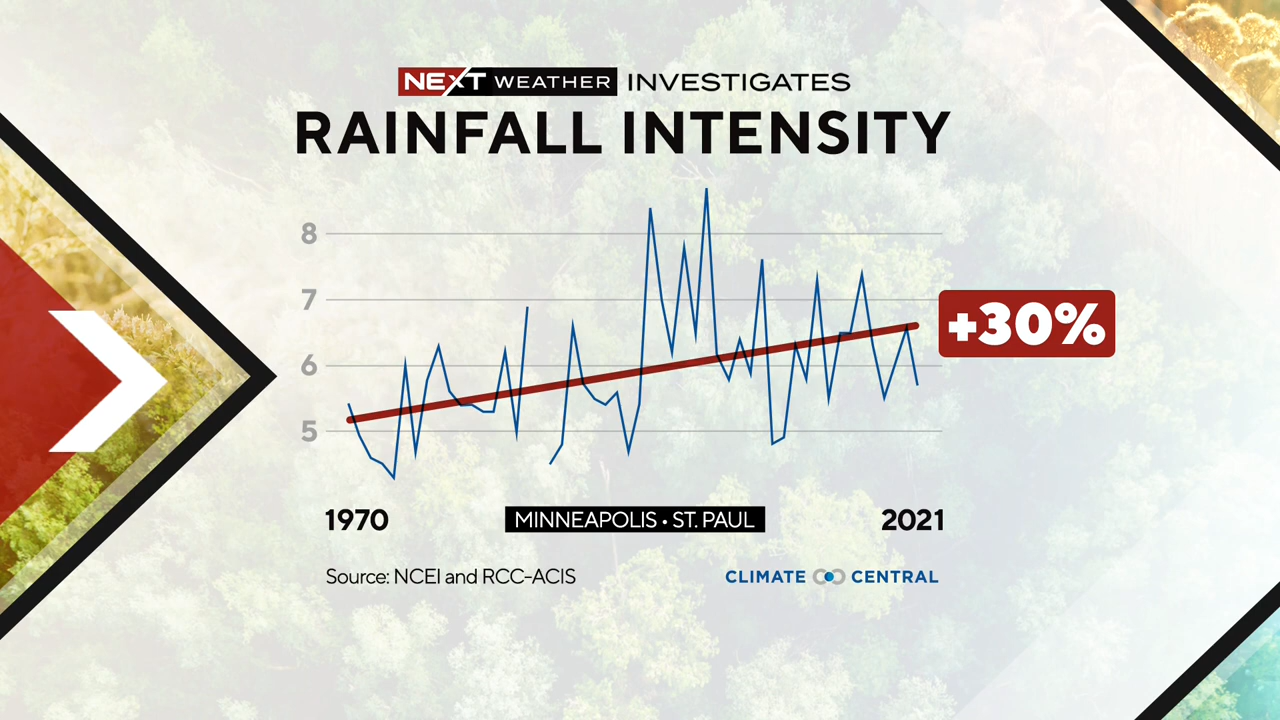 NEXT WEATHER INVESTIGATES
RAINFALL INTENSITY
8
7
+30%
6
5
1970
MINNEAPOLIS • ST. PAUL
2021
Source: NCEI and RCC-ACIS
CLIMATE CENTRAL